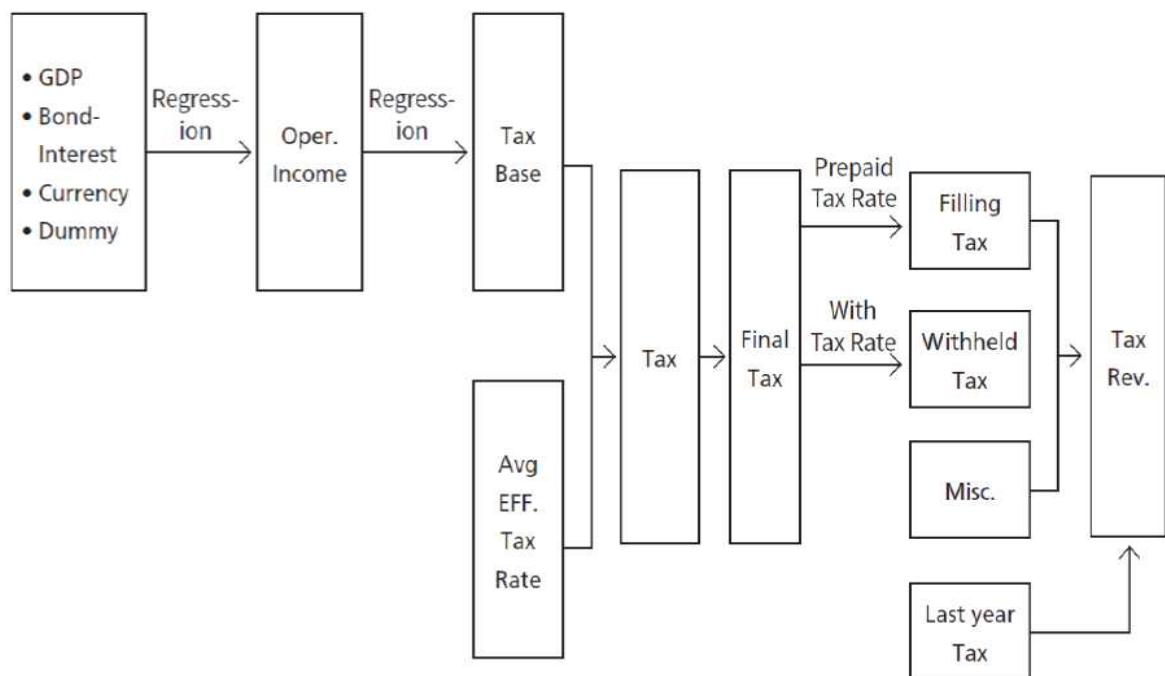 • GDP
• Bond-
Interest
• Currency
• Dummy
Regress-
ion
Oper.
Income
Regress-
ion
Tax
Base
Avg
EFF.
Tax
Rate
Tax
Final
Tax
Prepaid
Tax Rate
With
Tax Rate
Filling
Tax
Withheld
Tax
Misc.
Last year
Tax
Tax
Rev.